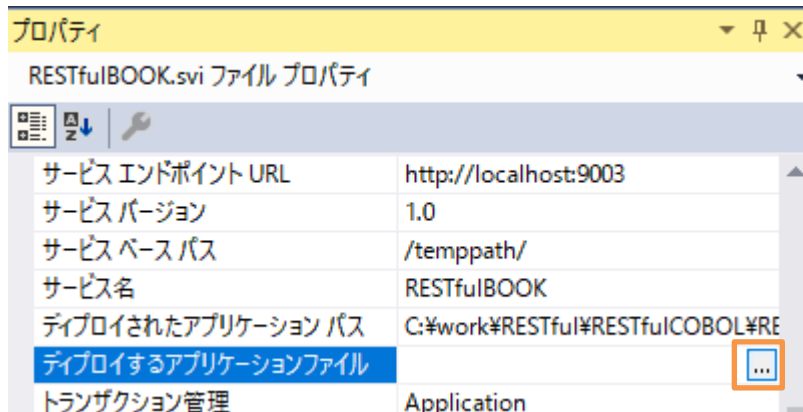 プロパティ
RESTfulBOOK.svi ファイル プロパティ
サービス エンドポイント URL http://localhost:9003
サービス バージョン 1.0
サービス ベース パス /temppath/
サービス名 RESTfulBOOK
ディプロイされたアプリケーション パス C:¥work¥RESTful¥RESTfulCOBOL¥RE
ディプロイするアプリケーションファイル ...
トランザクション管理 Application